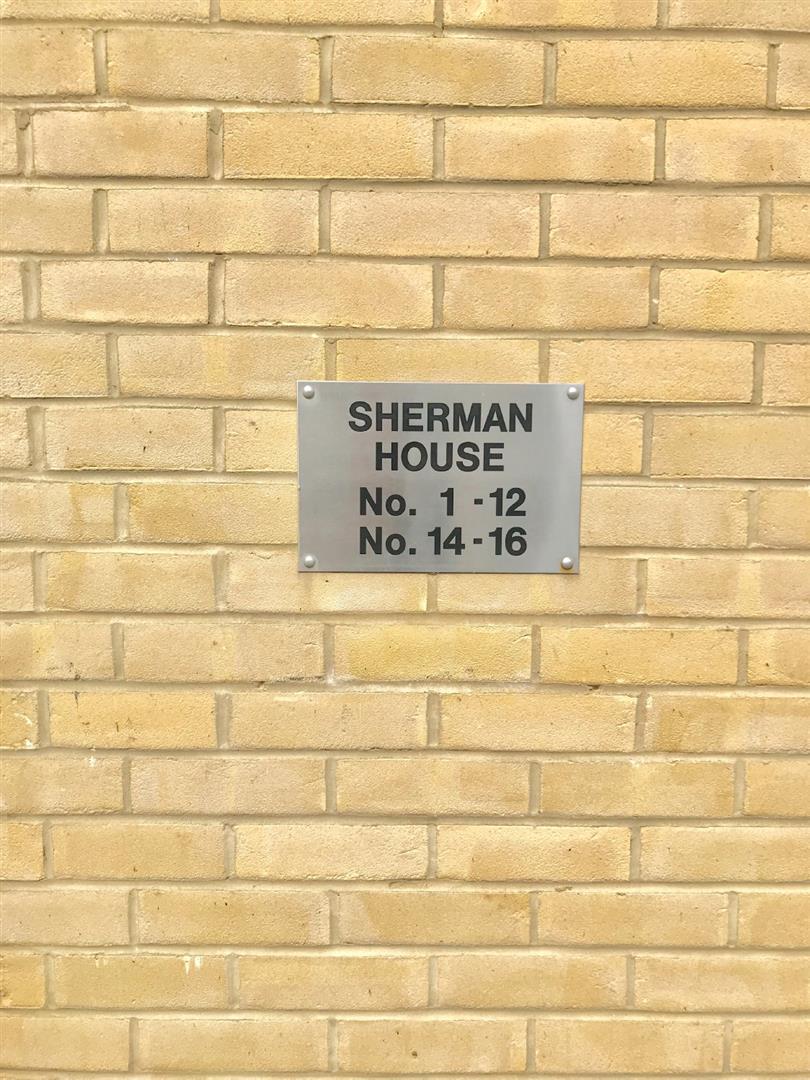 SHERMAN
HOUSE
No. 1 - 12
No. 14 - 16